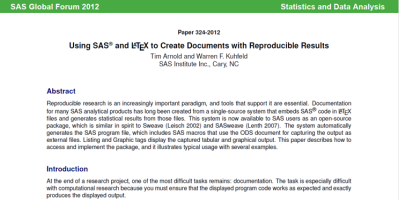 SAS Global Forum 2012 Statistics and Data Analysis
Paper 324-2012
Using SAS® and LATEX to Create Documents with Reproducible Results
Tim Arnold and Warren F. Kuhfeld
SAS Institute Inc., Cary, NC
Abstract
Reproducible research is an increasingly important paradigm, and tools that support it are essential. Documentation
for many SAS analytical products has long been created from a single-source system that embeds SAS® code in LATEX
files and generates statistical results from those files. This system is now available to SAS users as an open-source
package, which is similar in spirit to Sweave (Leisch 2002) and SASweave (Lenth 2007). The system automatically
generates the SAS program file, which includes SAS macros that use the ODS document for capturing the output as
external files. Listing and Graphic tags display the captured tabular and graphical output. This paper describes how to
access and implement the package, and it illustrates typical usage with several examples.
Introduction
At the end of a research project, one of the most difficult tasks remains: documentation. The task is especially difficult
with computational research because you must ensure that the displayed program code works as expected and exactly
produces the displayed output.